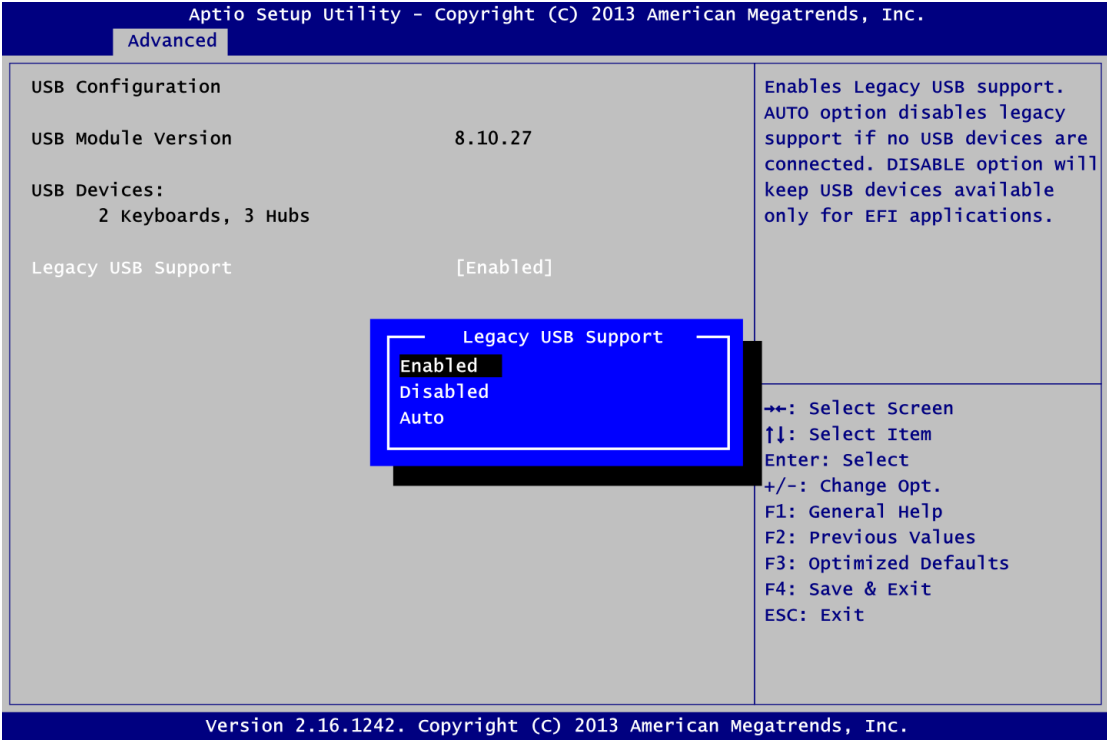 Aptio Setup Utility – Copyright (C) 2013 American Megatrends, Inc.
Advanced
USB Configuration
USB Module Version 8.10.27
USB Devices:
2 Keyboards, 3 Hubs
Legacy USB Support [Enabled]
Legacy USB Support
Enabled
Disabled
Auto
Enables Legacy USB support.
AUTO option disables legacy
support if no USB devices are
connected. DISABLE option will
keep USB devices available
only for EFI applications.
→←: Select Screen
↑↓: Select Item
Enter: Select
+/-: Change Opt.
F1: General Help
F2: Previous Values
F3: Optimized Defaults
F4: Save & Exit
ESC: Exit
Version 2.16.1242. Copyright (C) 2013 American Megatrends, Inc.